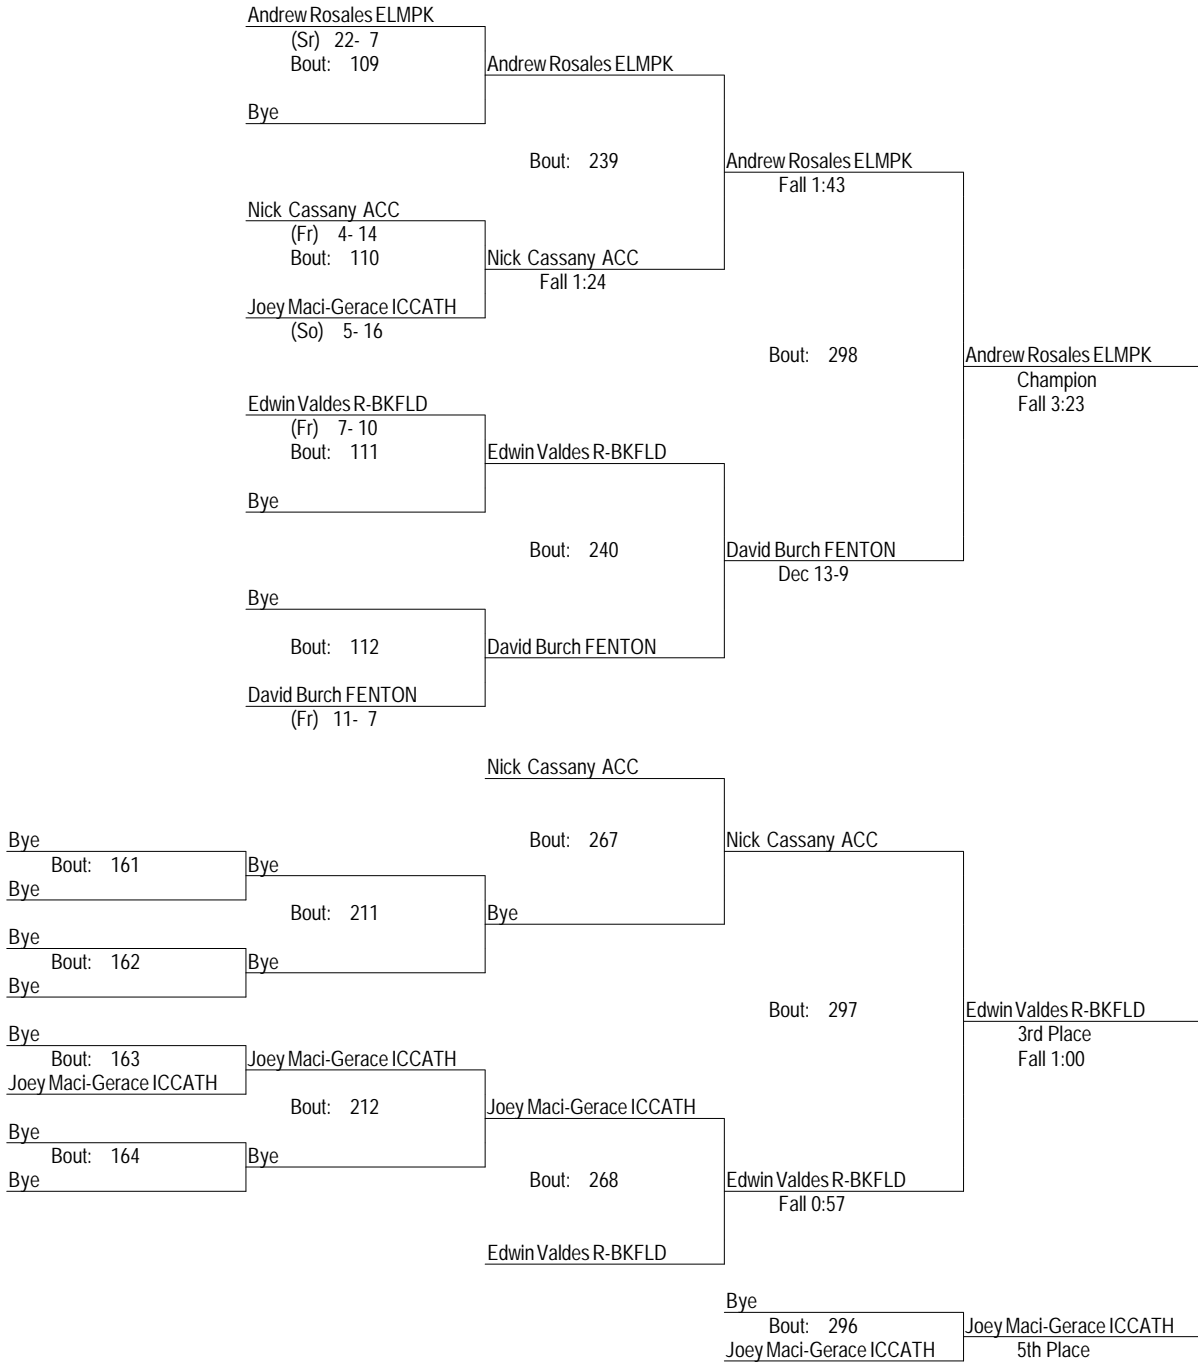 Andrew Rosales ELMPK
(Sr) 22- 7
Bout: 109
Andrew Rosales ELMPK
Bye
Bout: 239
Andrew Rosales ELMPK
Fall 1:43
Nick Cassany ACC
(Fr) 4- 14
Bout: 110
Nick Cassany ACC
Fall 1:24
Joey Maci-Gerace ICCATH
(So) 5- 16
Bout: 298
Andrew Rosales ELMPK
Champion
Fall 3:23
Edwin Valdes R-BKFLD
(Fr) 7- 10
Bout: 111
Edwin Valdes R-BKFLD
Bye
Bout: 240
David Burch FENTON
Dec 13-9
Bye
Bout: 112
David Burch FENTON
David Burch FENTON
(Fr) 11- 7
Nick Cassany ACC
Bout: 267
Nick Cassany ACC
Bye
Bout: 161
Bye
Bye
Bout: 211
Bye
Bye
Bout: 162
Bye
Bye
Bout: 297
Edwin Valdes R-BKFLD
3rd Place
Fall 1:00
Bye
Bout: 163
Joey Maci-Gerace ICCATH
Joey Maci-Gerace ICCATH
Bout: 212
Joey Maci-Gerace ICCATH
Bye
Bout: 164
Bye
Bye
Bout: 268
Edwin Valdes R-BKFLD
Fall 0:57
Edwin Valdes R-BKFLD
Bye
Bout: 296
Joey Maci-Gerace ICCATH
Joey Maci-Gerace ICCATH
5th Place